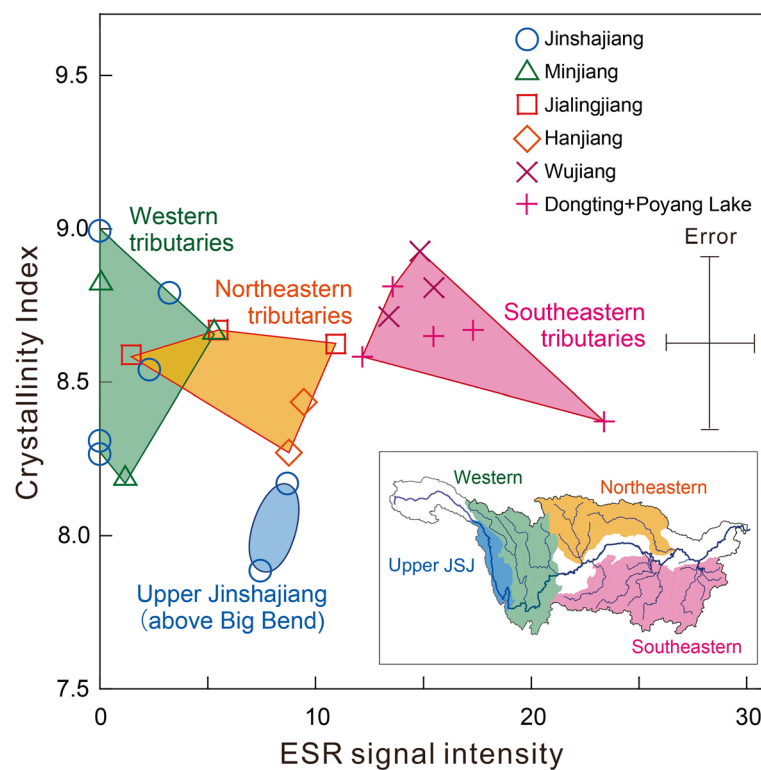 Jinshajiang
Minjiang
Jialingjiang
Hanjiang
Wujiang
Dongting+Poyang Lake
9.5
9.0
8.5
8.0
7.5
Crystallinity Index
Western
tributaries
Northeastern
tributaries
Southeastern
tributaries
Error
Upper Jinshajiang
(above Big Bend)
Western
Northeastern
Upper JSJ
Southeastern
0
10
20
30
ESR signal intensity